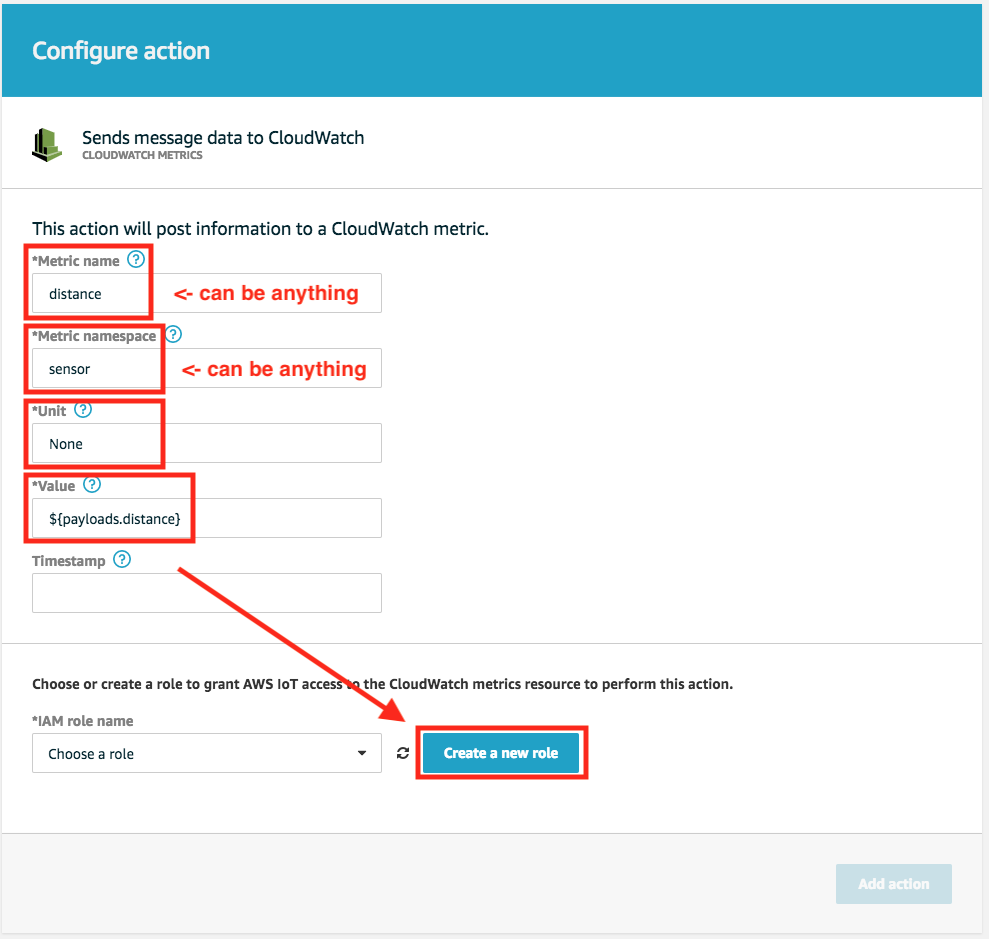 Configure action
Sends message data to CloudWatch
CLOUDWATCH METRICS
This action will post information to a CloudWatch metric.
*Metric name ?
distance <- can be anything
*Metric namespace ?
sensor <- can be anything
*Unit ?
None
*Value ?
${payloads.distance}
Timestamp ?
Choose or create a role to grant AWS IoT access to the CloudWatch metrics resource to perform this action.
*IAM role name
Choose a role Create a new role
Add action